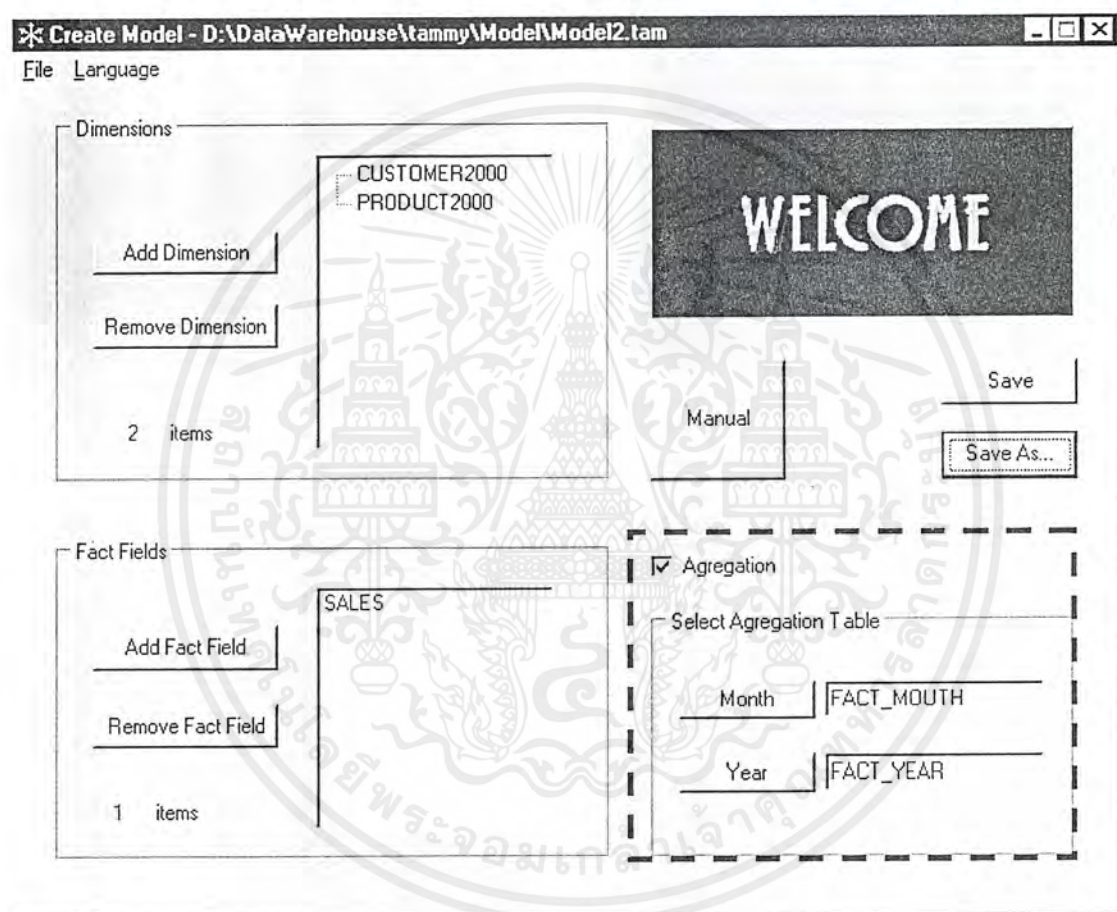 Create Model - D:\DataWarehouse\tammy\Model\Model2.tam
File Language
Dimensions
CUSTOMER2000
PRODUCT2000
Add Dimension
Remove Dimension
2 items
WELCOME
Manual
Save
Save As...
Fact Fields
SALES
Add Fact Field
Remove Fact Field
1 items
Agregation
Select Agregation Table
Month FACT_MOUTH
Year FACT_YEAR